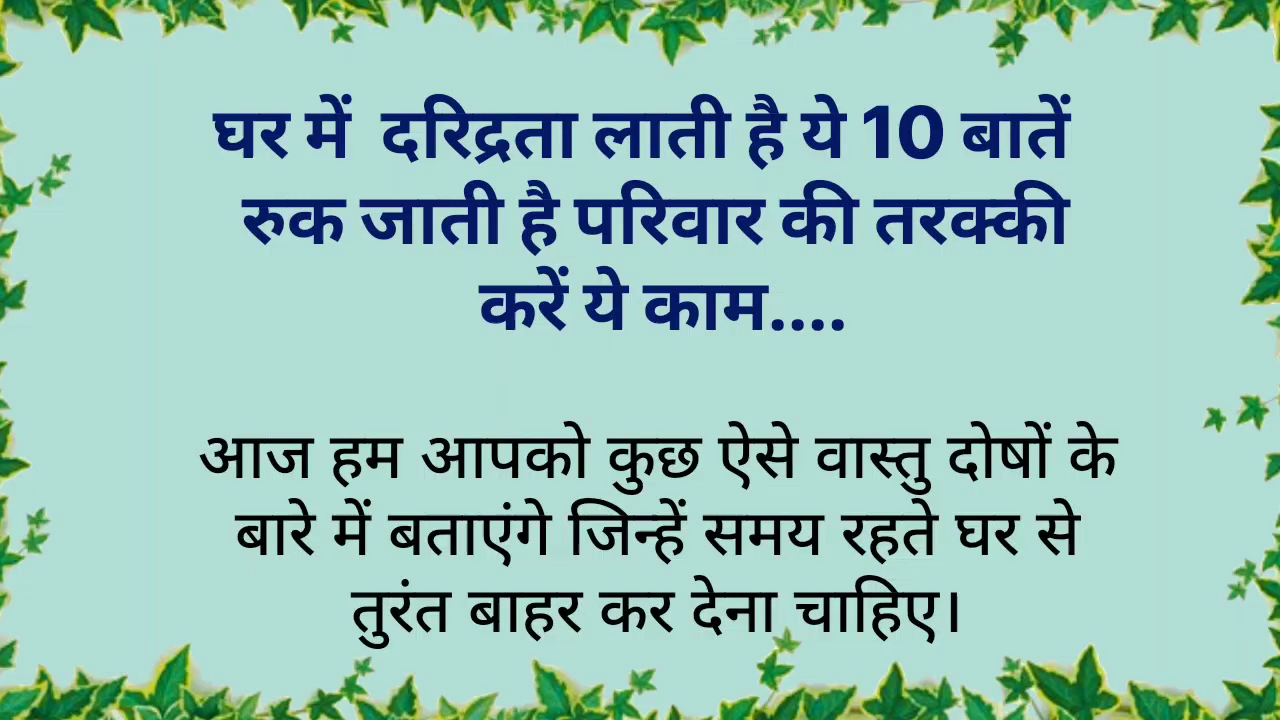 घर में दरिद्रता लाती है ये 10 बातें
रुक जाती है परिवार की तरक्की
करें ये काम....
आज हम आपको कुछ ऐसे वास्तु दोषों के
बारे में बताएंगे जिन्हें समय रहते घर से
तुरंत बाहर कर देना चाहिए।